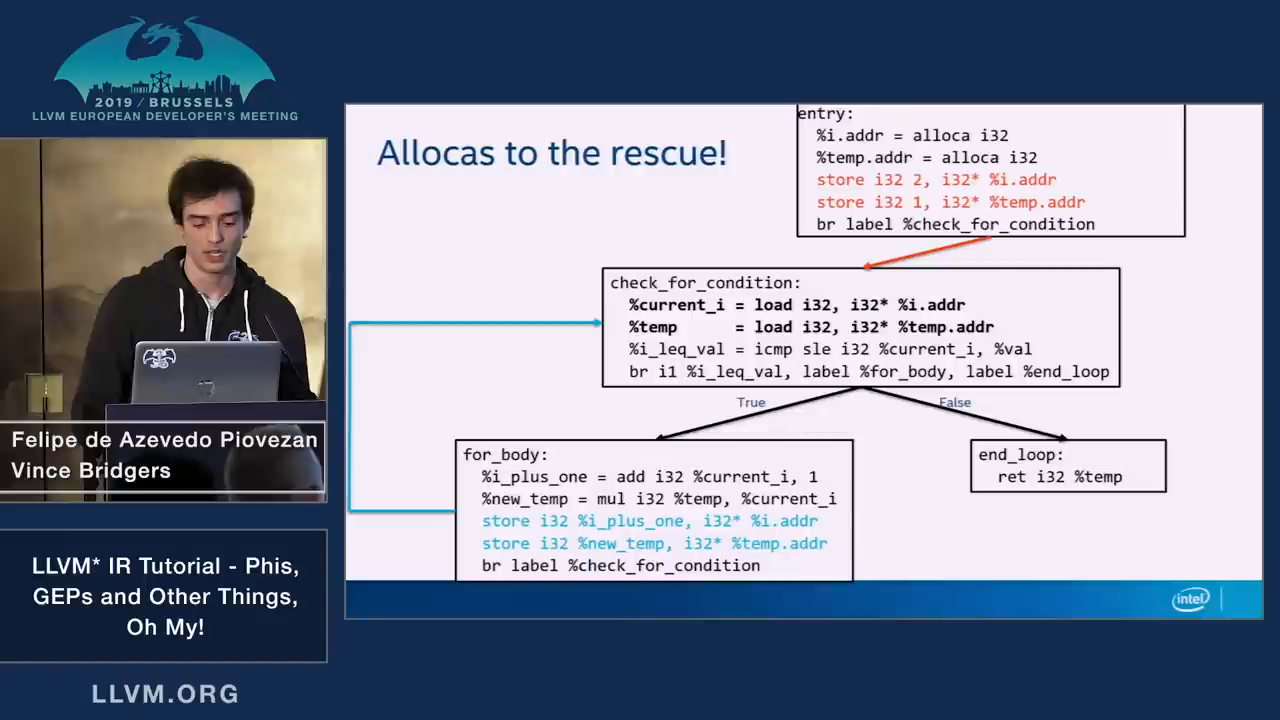 2019 / BRUSSELS
LLVM EUROPEAN DEVELOPER'S MEETING
Felipe de Azevedo Piovezan
Vince Bridgers
LLVM* IR Tutorial - Phis,
GEPs and Other Things,
Oh My!
LLVM.ORG
Allocas to the rescue!
entry:
%i.addr = alloca i32
%temp.addr = alloca i32
store i32 2, i32* %i.addr
store i32 1, i32* %temp.addr
br label %check_for_condition
check_for_condition:
%current_i = load i32, i32* %i.addr
%temp      = load i32, i32* %temp.addr
%i_leq_val = icmp sle i32 %current_i, %val
br i1 %i_leq_val, label %for_body, label %end_loop
True
False
for_body:
%i_plus_one = add i32 %current_i, 1
%new_temp = mul i32 %temp, %current_i
store i32 %i_plus_one, i32* %i.addr
store i32 %new_temp, i32* %temp.addr
br label %check_for_condition
end_loop:
ret i32 %temp
intel